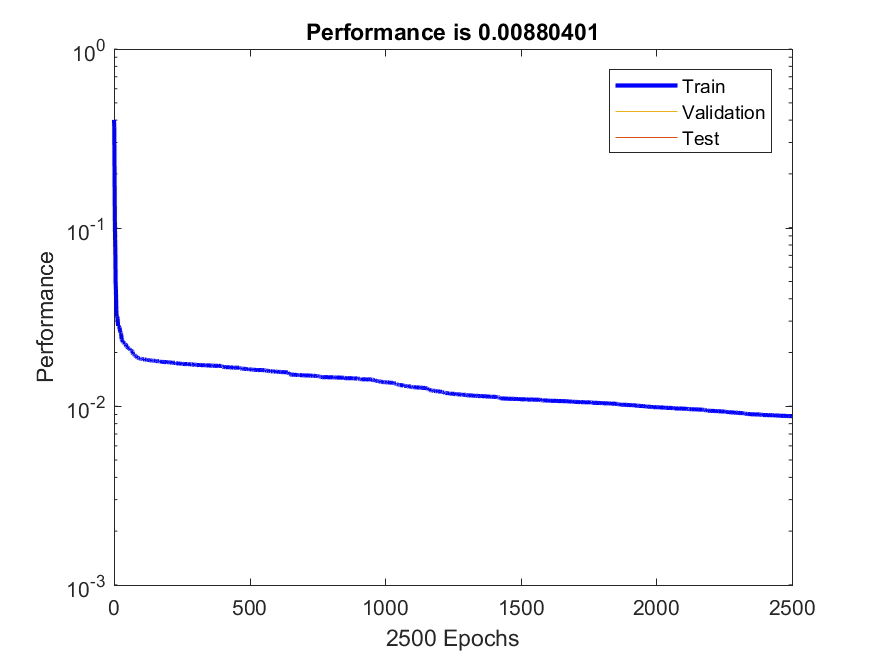 Performance is 0.00880401
10^0
10^-1
10^-2
10^-3
Performance
Train
Validation
Test
0
500
1000
1500
2000
2500
2500 Epochs